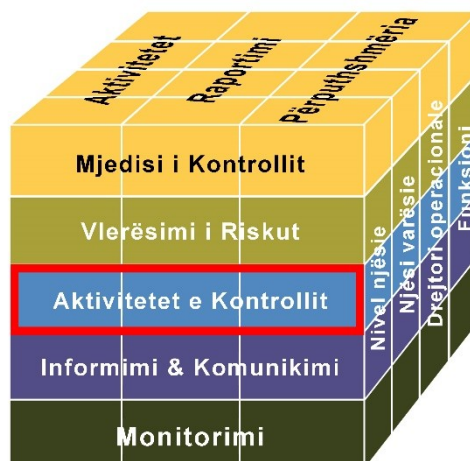 Aktivitetet
Raportimi
Përputhshmëria
Mjedisi i Kontrollit
Vlerësimi i Riskut
Aktivitetet e Kontrollit
Informimi & Komunikimi
Monitorimi
Nivel njësie
Njësi varësie
Drejtori operacionale
Funksioni